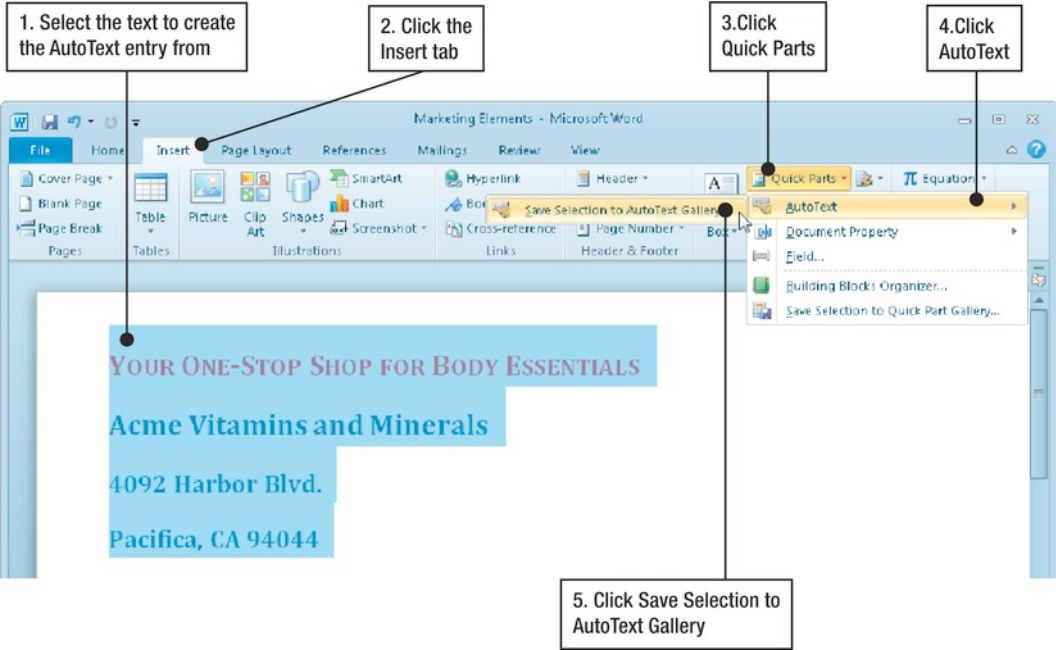 1. Select the text to create
the AutoText entry from
2. Click the
Insert tab
3.Click
Quick Parts
4.Click
AutoText
Marketing Elements - Microsoft Word
File Home Insert Page Layout References Mailings Review View
Cover Page
Blank Page
Page Break
Pages
Table
Tables
Picture
Clip
Art
Shapes
SmartArt
Chart
Screenshot
Illustrations
Hyperlink
Boo
Cross-reference
Links
Header
Page Number
Header & Footer
A
Box
Quick Parts
π Equation
Save Selection to AutoText Gallery
AutoText
Document Property
Field...
Building Blocks Organizer...
Save Selection to Quick Part Gallery...
YOUR ONE-STOP SHOP FOR BODY ESSENTIALS
Acme Vitamins and Minerals
4092 Harbor Blvd.
Pacifica, CA 94044
5. Click Save Selection to
AutoText Gallery